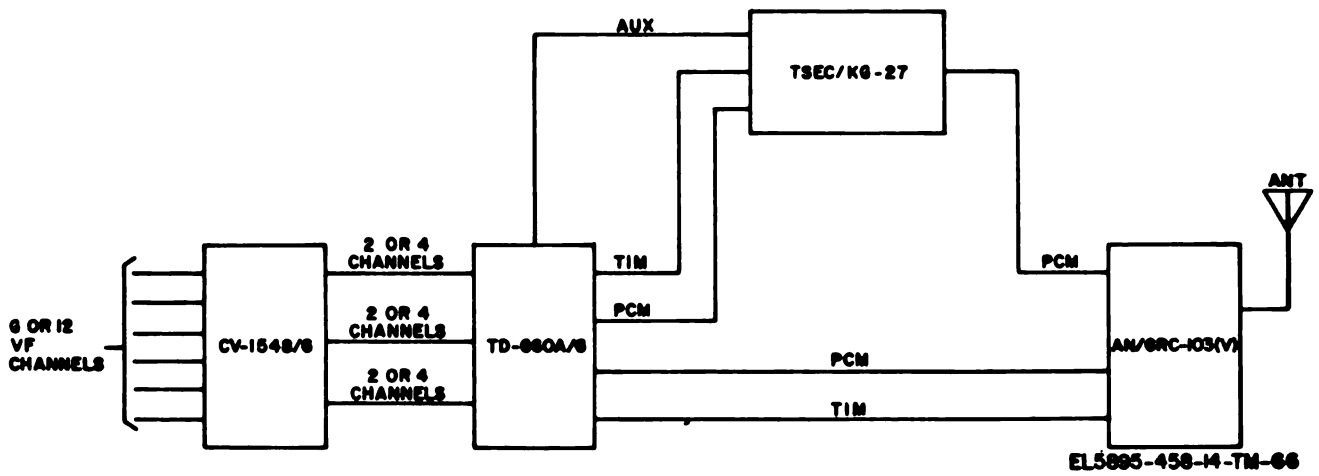 AUX
TSEC/KG-27
ANT
2 OR 4
CHANNELS
TIM
PCM
PCM
6 OR 12
VF
CHANNELS
CV-1548/G
2 OR 4
CHANNELS
TD-660A/G
2 OR 4
CHANNELS
PCM
TIM
AN/GRC-103(V)
EL5895-458-14-TM-66